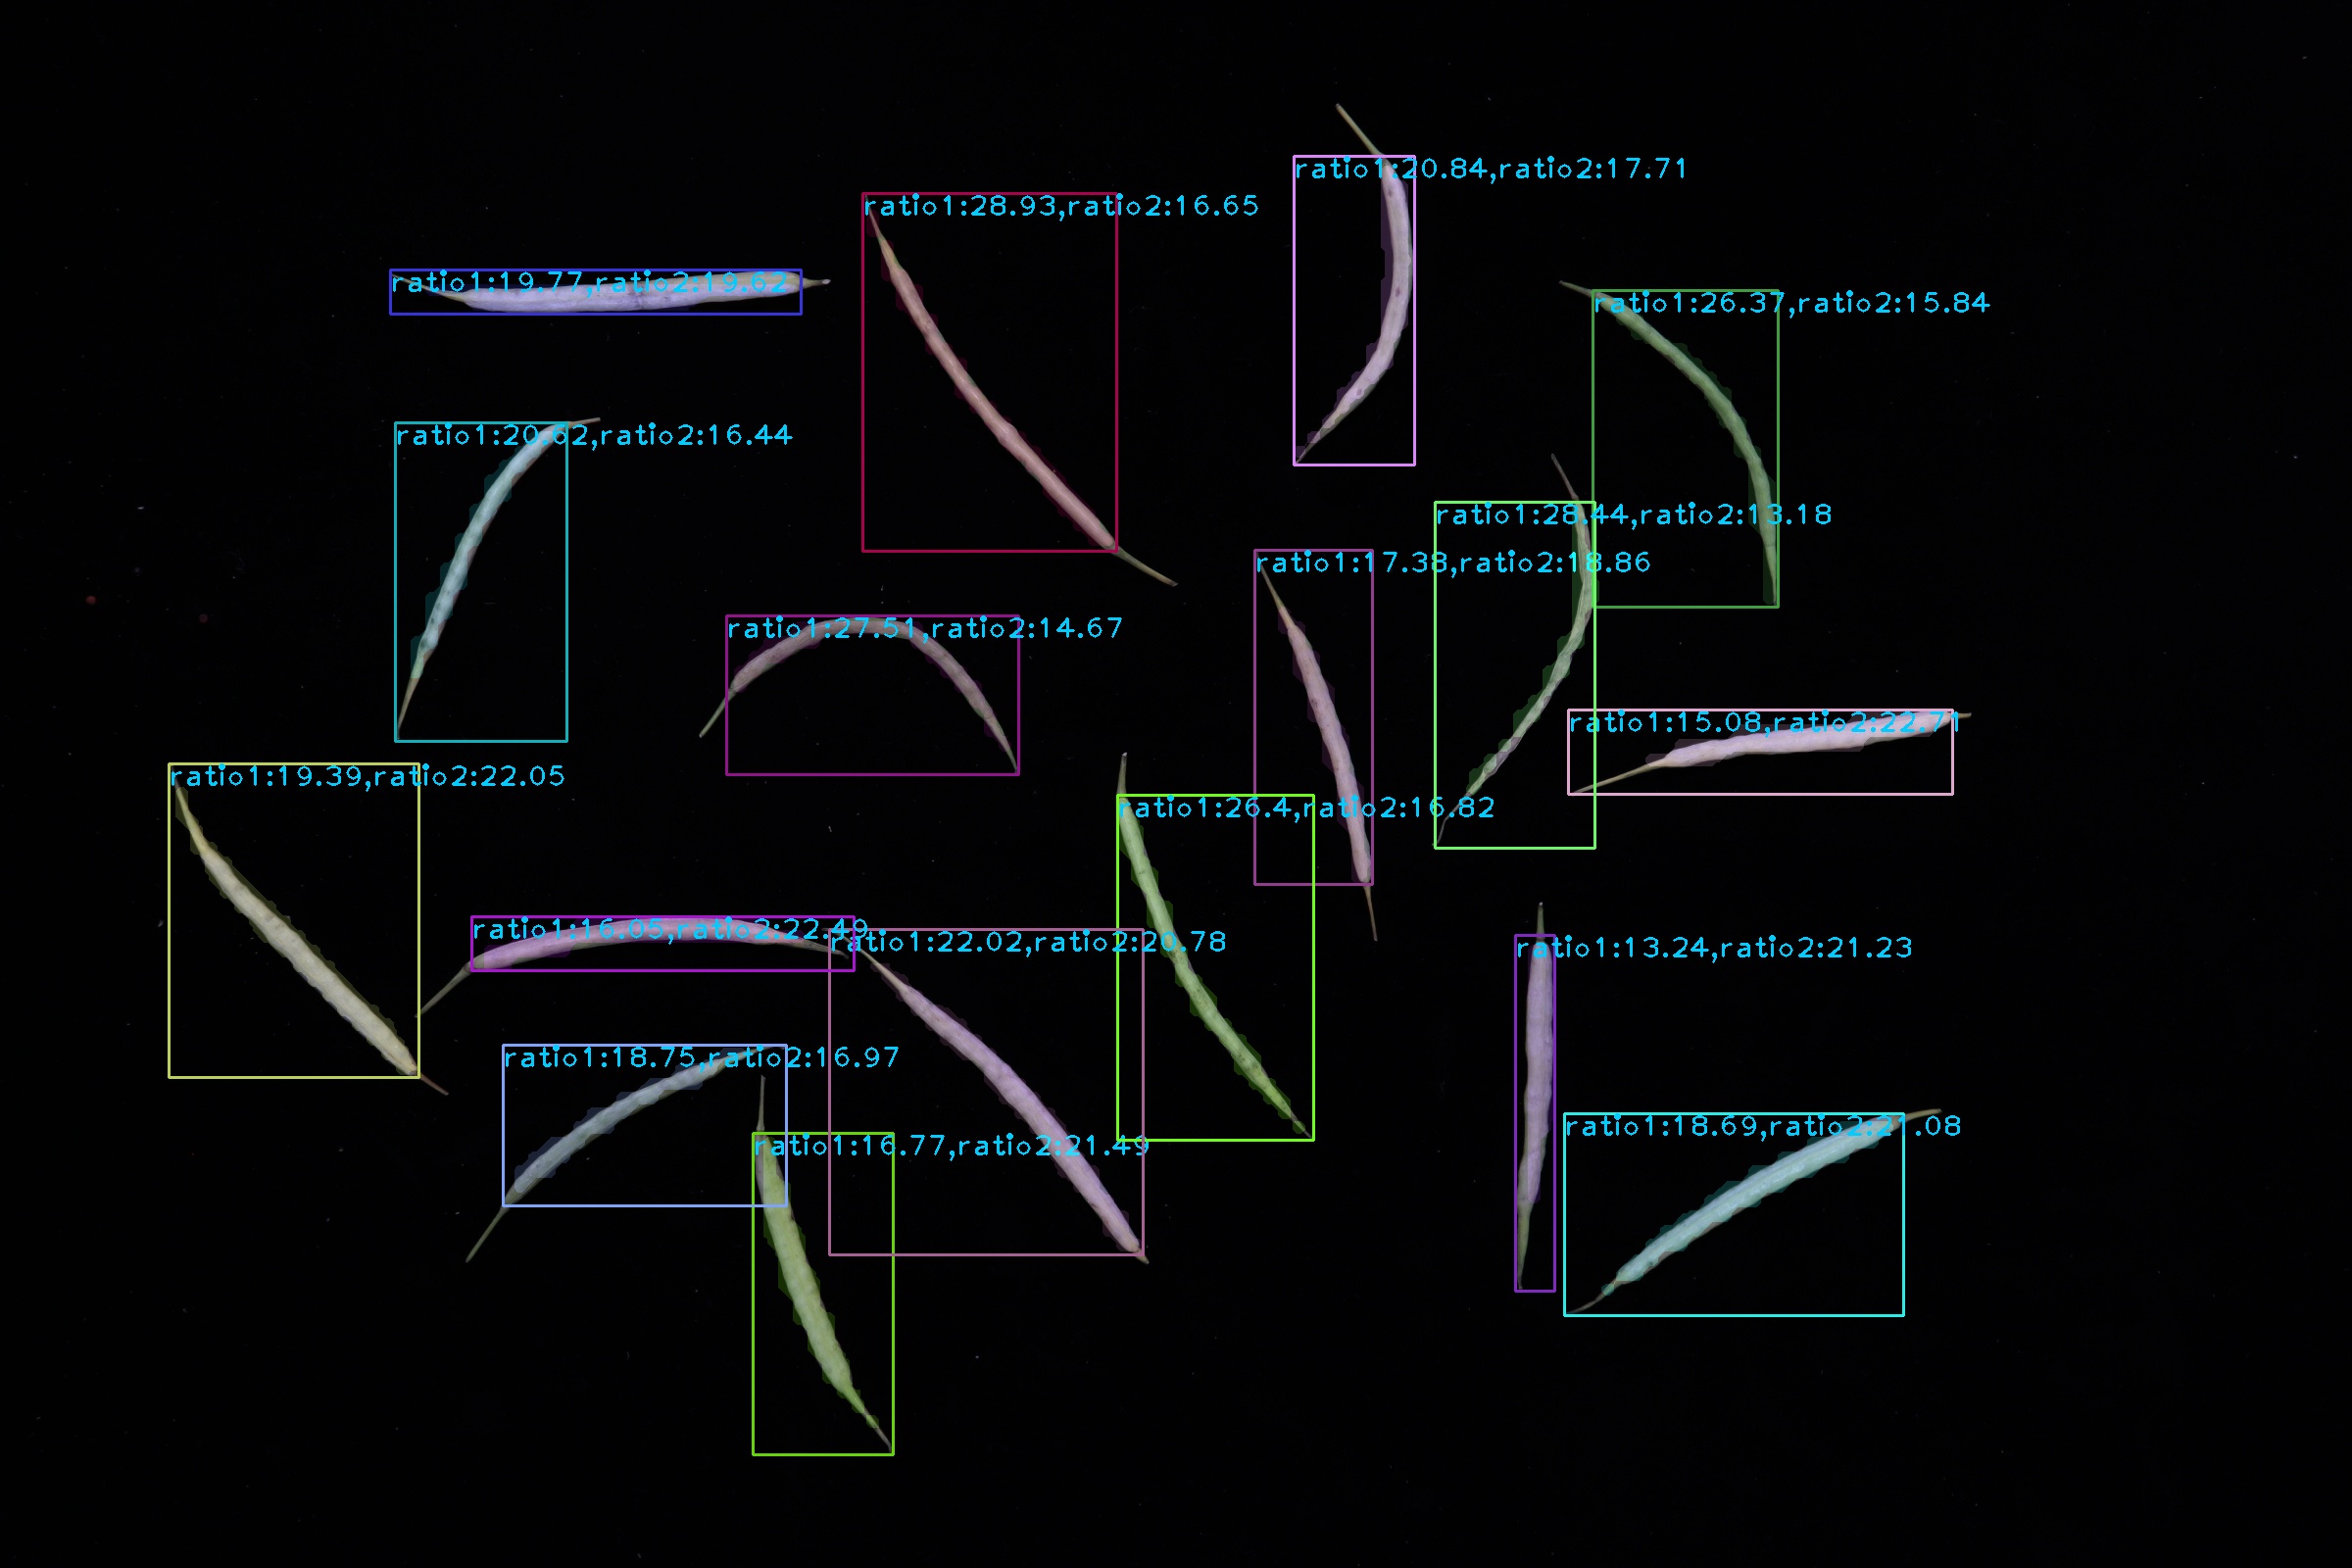 ratio1:20.84,ratio2:17.71
ratio1:28.93,ratio2:16.65
ratio1:19.77,ratio2:19.62
ratio1:26.37,ratio2:15.84
ratio1:20.62,ratio2:16.44
ratio1:28.44,ratio2:13.18
ratio1:17.38,ratio2:18.86
ratio1:27.51,ratio2:14.67
ratio1:15.08,ratio2:22.71
ratio1:19.39,ratio2:22.05
ratio1:26.4,ratio2:16.82
ratio1:16.05,ratio2:22.49
ratio1:22.02,ratio2:20.78
ratio1:13.24,ratio2:21.23
ratio1:18.75,ratio2:16.97
ratio1:18.69,ratio2:21.08
ratio1:16.77,ratio2:21.49